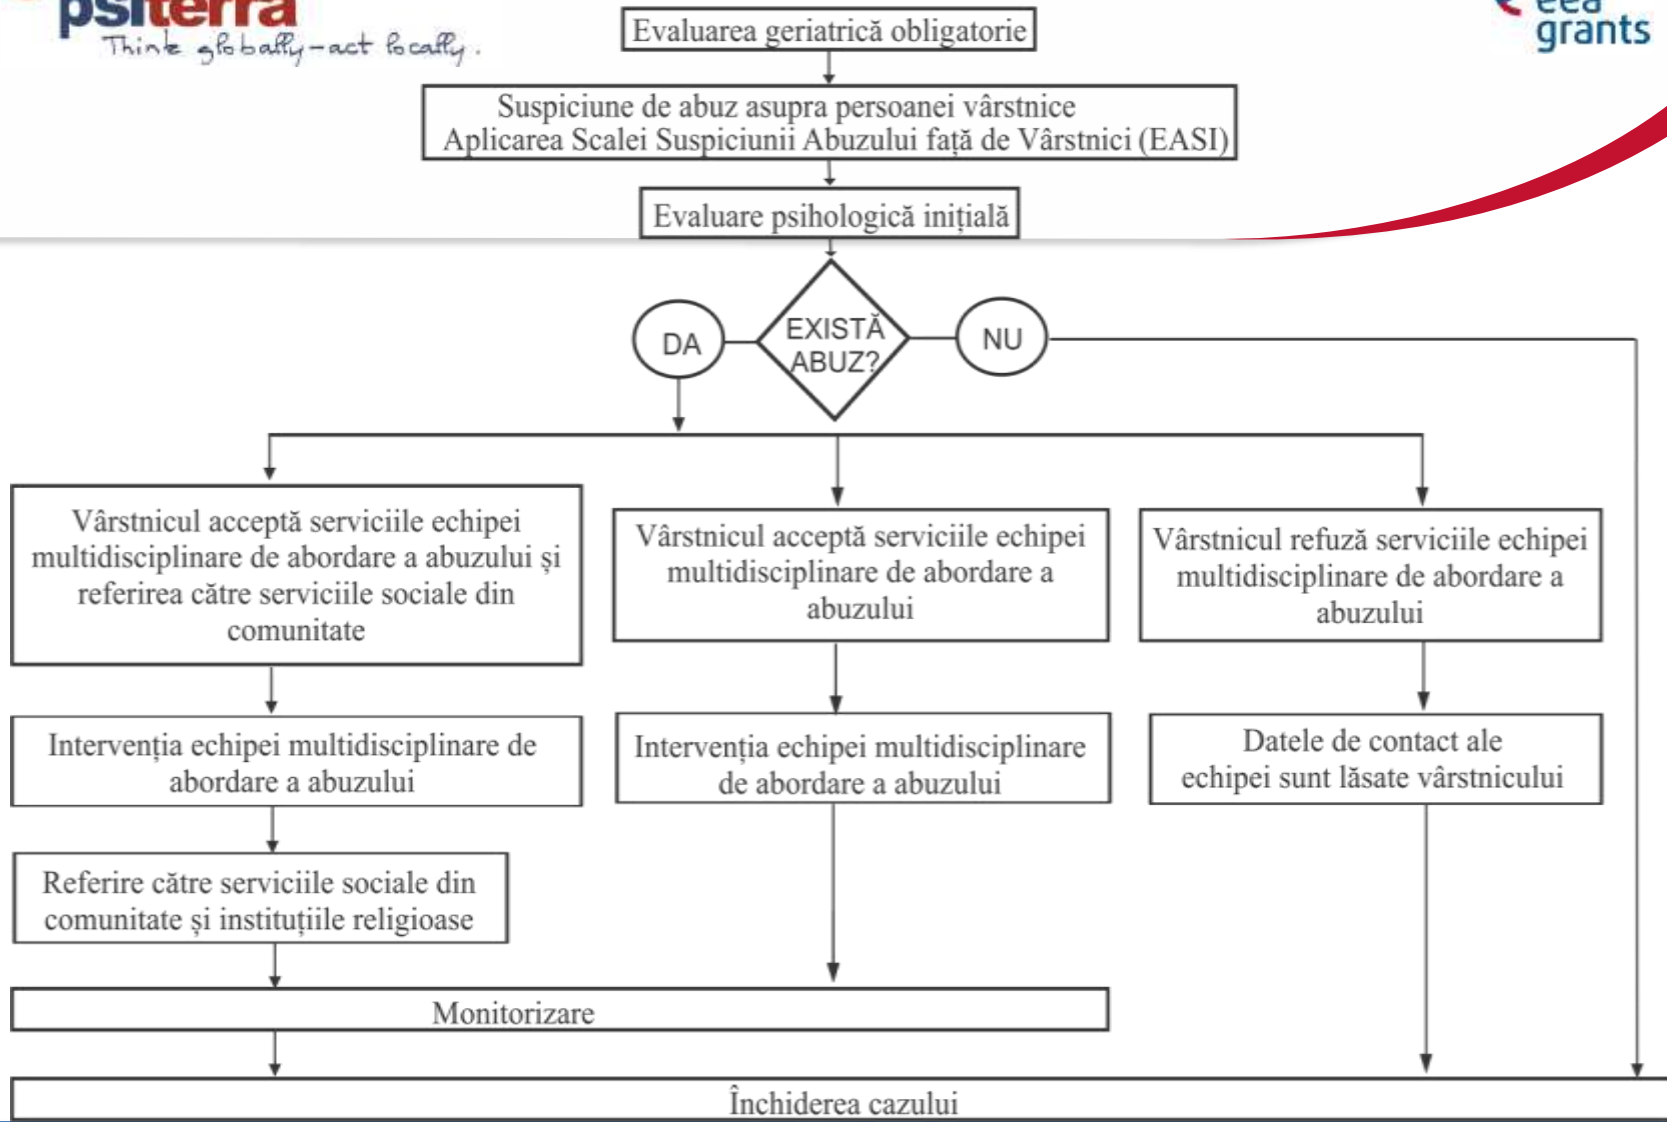 psiterra
Think globally-act locally.
eea
grants
Evaluarea geriatrică obligatorie
Suspiciune de abuz asupra persoanei vârstnice
Aplicarea Scalei Suspiciunii Abuzului față de Vârstnici (EASI)
Evaluare psihologică inițială
DA
EXISTĂ
ABUZ?
NU
Vârstnicul acceptă serviciile echipei
multidisciplinare de abordare a abuzului și
referirea către serviciile sociale din
comunitate
Vârstnicul acceptă serviciile echipei
multidisciplinare de abordare a
abuzului
Vârstnicul refuză serviciile echipei
multidisciplinare de abordare a
abuzului
Intervenția echipei multidisciplinare de
abordare a abuzului
Intervenția echipei multidisciplinare
de abordare a abuzului
Datele de contact ale
echipei sunt lăsate vârstnicului
Referire către serviciile sociale din
comunitate și instituțiile religioase
Monitorizare
Închiderea cazului